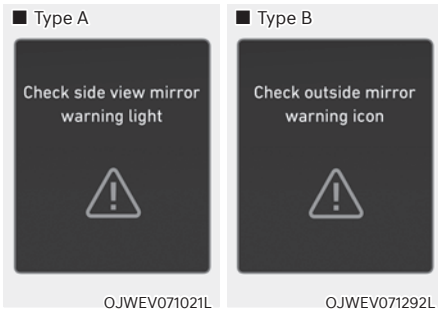 ■ Type A
Check side view mirror
warning light
OJWEV071021L
■ Type B
Check outside mirror
warning icon
OJWEV071292L